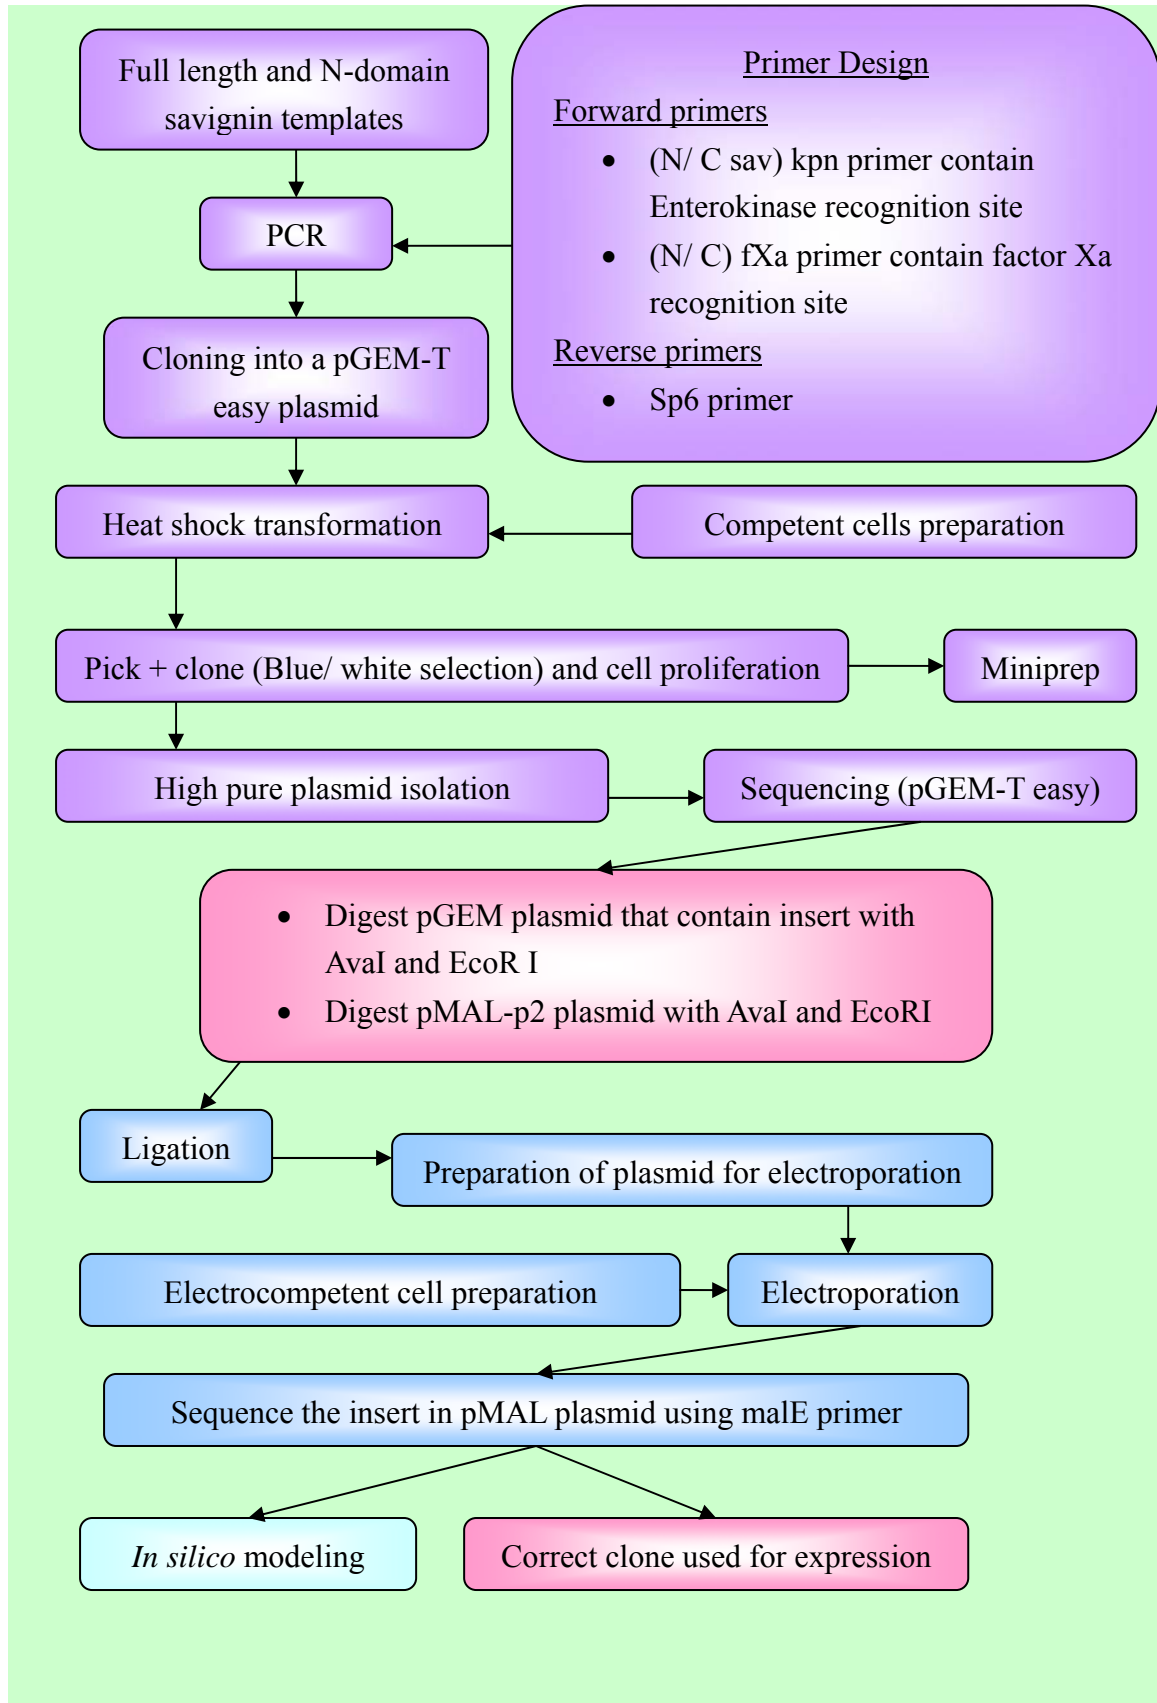 Full length and N-domain
savignin templates
Primer Design
Forward primers
• (N/ C sav) kpn primer contain
Enterokinase recognition site
• (N/ C) fXa primer contain factor Xa
recognition site
Reverse primers
• Sp6 primer
PCR
Cloning into a pGEM-T
easy plasmid
Heat shock transformation
Competent cells preparation
Pick + clone (Blue/ white selection) and cell proliferation
Miniprep
High pure plasmid isolation
Sequencing (pGEM-T easy)
• Digest pGEM plasmid that contain insert with
AvaI and EcoR I
• Digest pMAL-p2 plasmid with AvaI and EcoRI
Ligation
Preparation of plasmid for electroporation
Electrocompetent cell preparation
Electroporation
Sequence the insert in pMAL plasmid using malE primer
In silico modeling
Correct clone used for expression